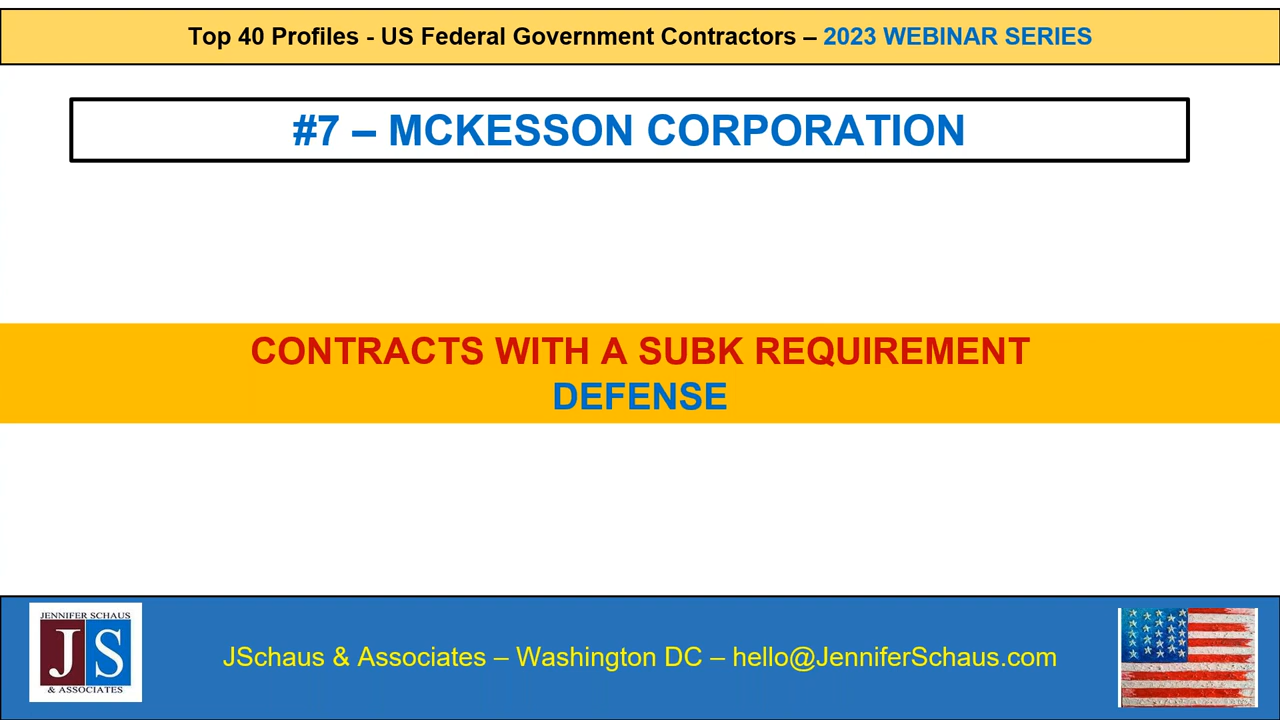 Top 40 Profiles - US Federal Government Contractors – 2023 WEBINAR SERIES
#7 – MCKESSON CORPORATION
CONTRACTS WITH A SUBK REQUIREMENT
DEFENSE
JENNIFER SCHAUS
JS
& ASSOCIATES
JSchaus & Associates – Washington DC – hello@JenniferSchaus.com